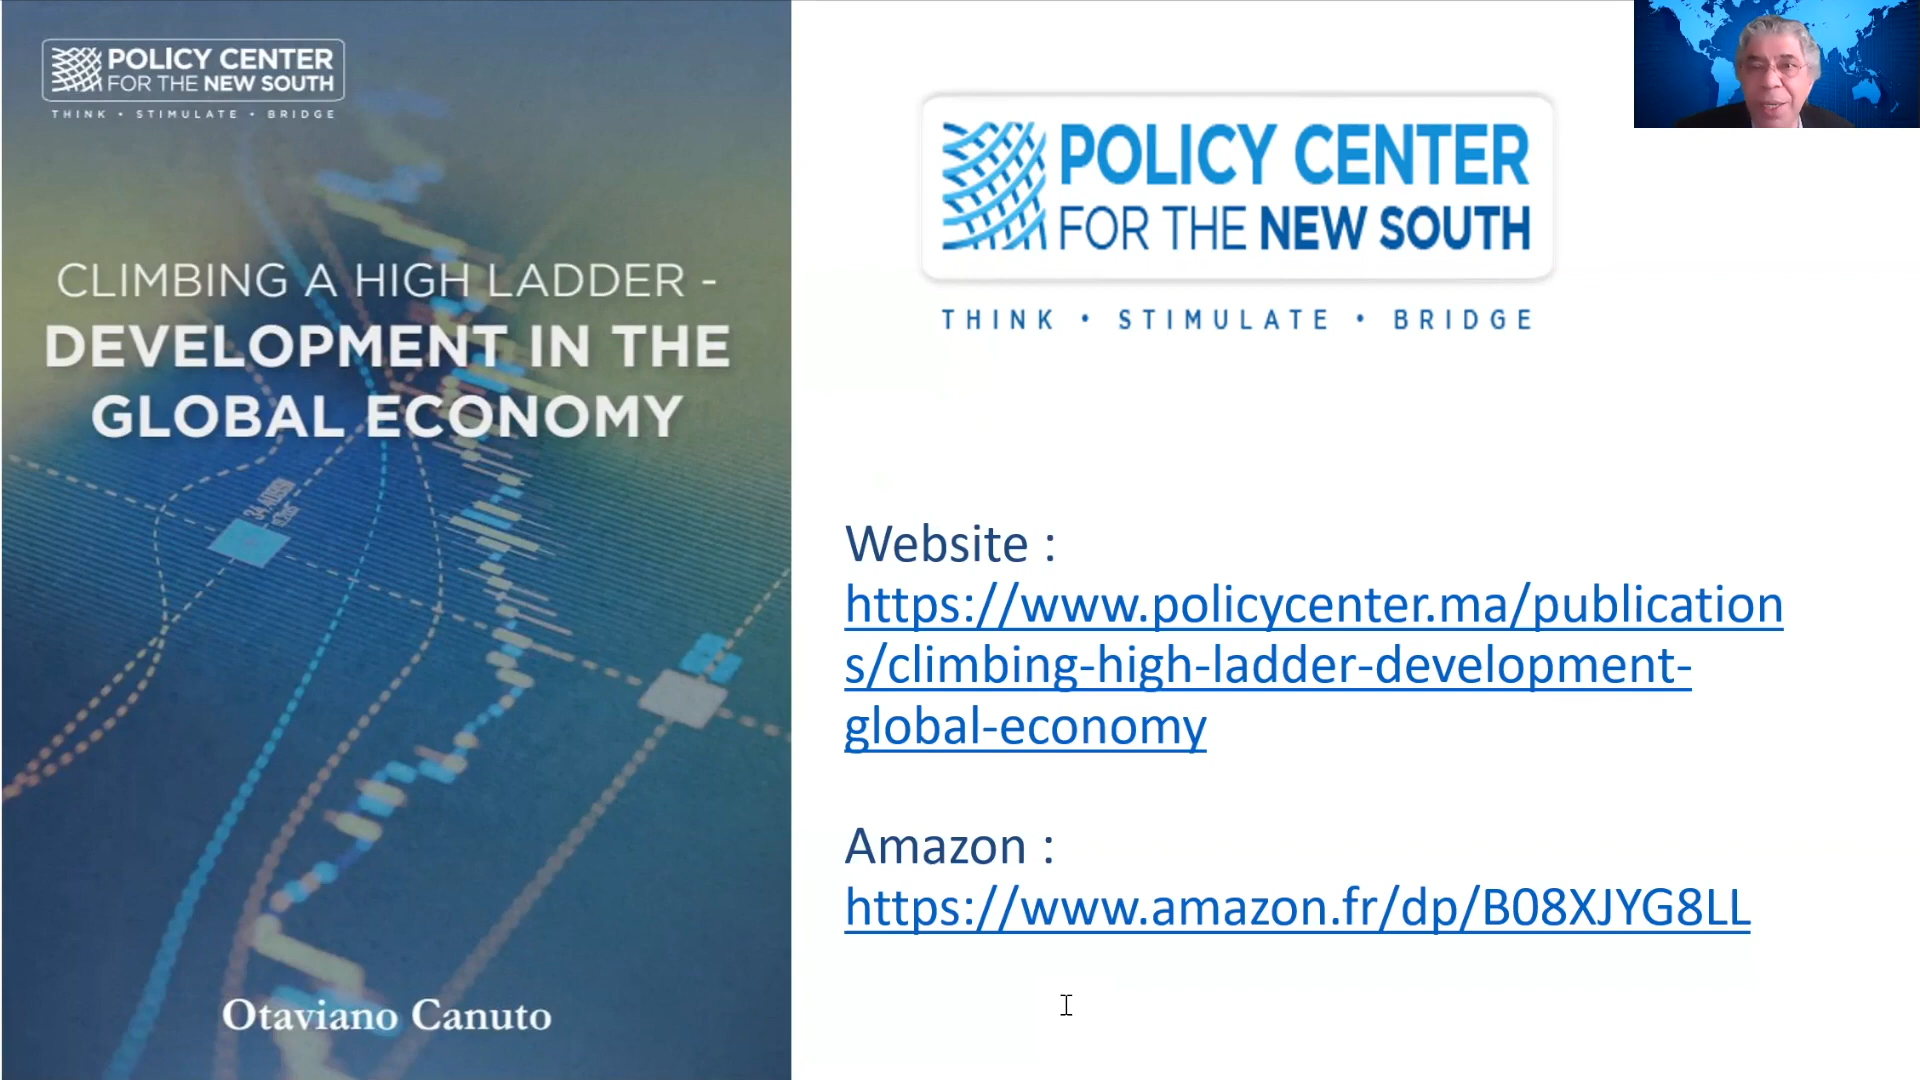 POLICY CENTER
FOR THE NEW SOUTH
THINK • STIMULATE • BRIDGE
CLIMBING A HIGH LADDER -
DEVELOPMENT IN THE
GLOBAL ECONOMY
Otaviano Canuto
POLICY CENTER
FOR THE NEW SOUTH
THINK • STIMULATE • BRIDGE
Website :
https://www.policycenter.ma/publication
s/climbing-high-ladder-development-
global-economy
Amazon :
https://www.amazon.fr/dp/B08XJYG8LL